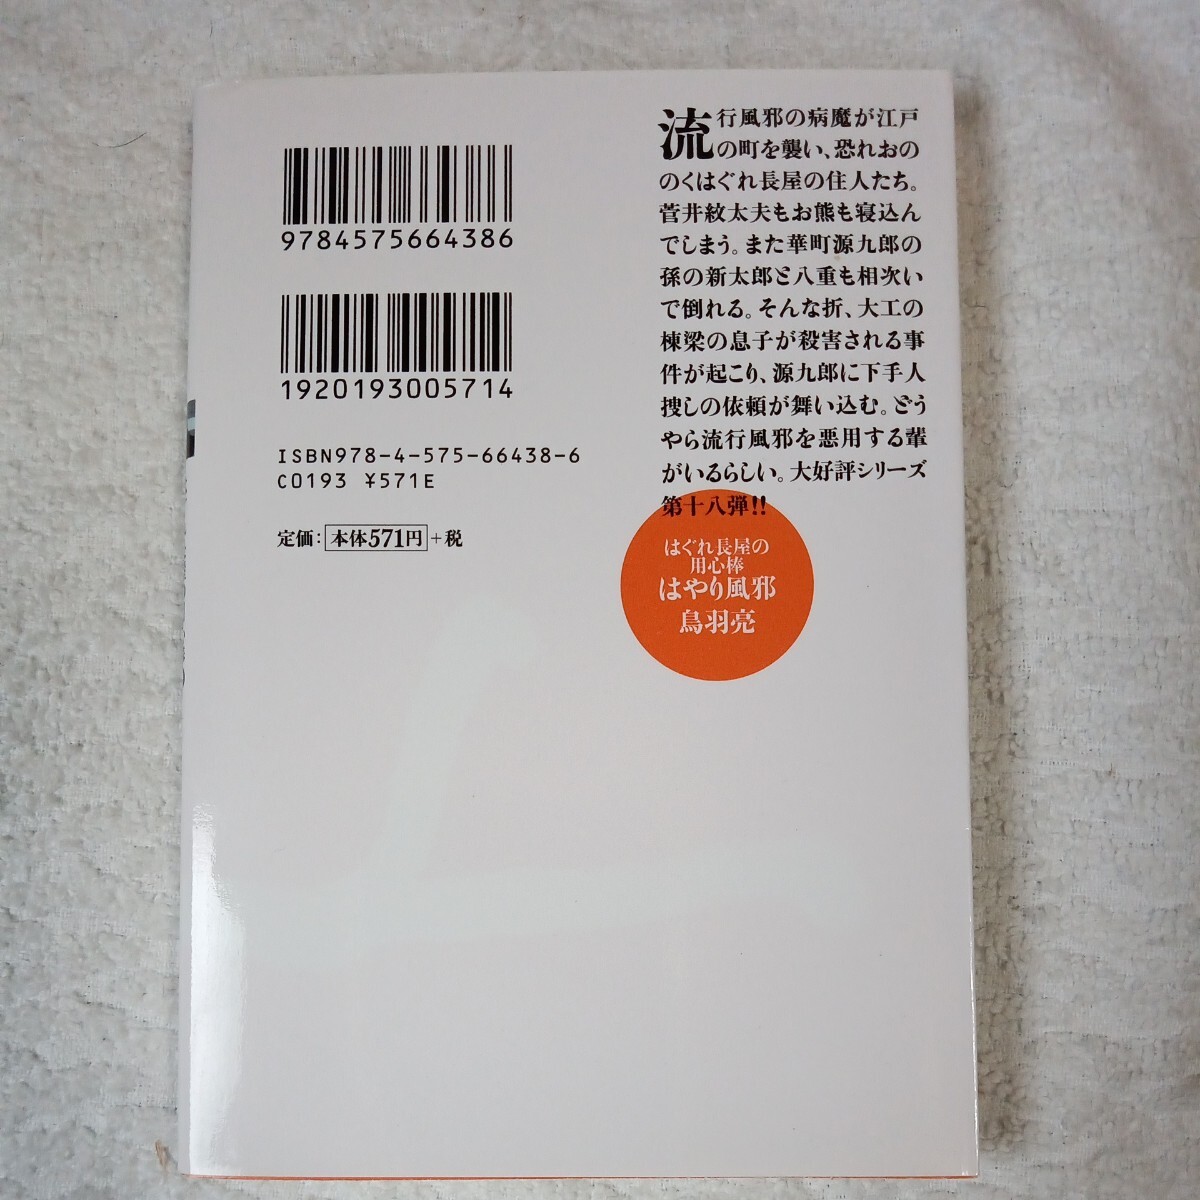 9784575664386
1920193005714
ISBN978-4-575-66438-6
C0193 ¥571E
定価：本体571円+税
流行風邪の病魔が江戸
の町を襲い、恐れおの
のくはぐれ長屋の住人たち。
菅井紋太夫もお熊も寝込ん
でしまう。また華町源九郎の
孫の新太郎と八重も相次い
で倒れる。そんな折、大工の
棟梁の息子が殺害される事
件が起こり、源九郎に下手人
捜しの依頼が舞い込む。どう
やら流行風邪を悪用する輩
がいるらしい。大好評シリーズ
第十八弾!!
はぐれ長屋の
用心棒
はやり風邪
鳥羽亮